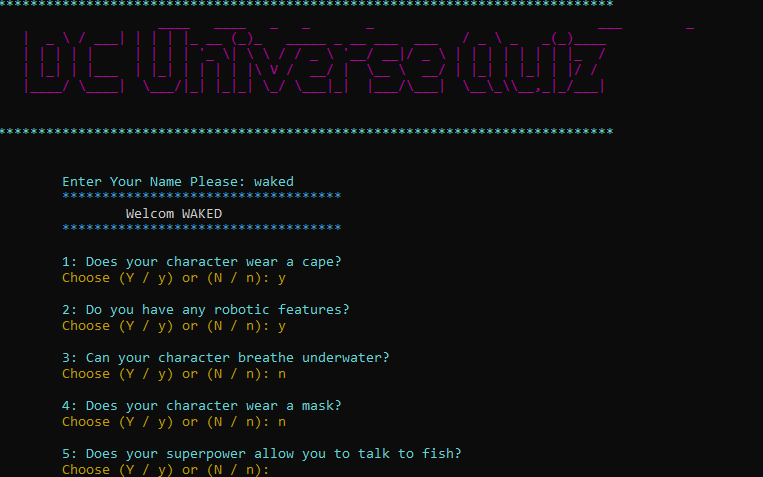 *****************************************************************************
DC Universe Quiz
*****************************************************************************
Enter Your Name Please: waked
***********************************
Welcom WAKED
***********************************
1: Does your character wear a cape?
Choose (Y / y) or (N / n): y
2: Do you have any robotic features?
Choose (Y / y) or (N / n): y
3: Can your character breathe underwater?
Choose (Y / y) or (N / n): n
4: Does your character wear a mask?
Choose (Y / y) or (N / n): n
5: Does your superpower allow you to talk to fish?
Choose (Y / y) or (N / n):